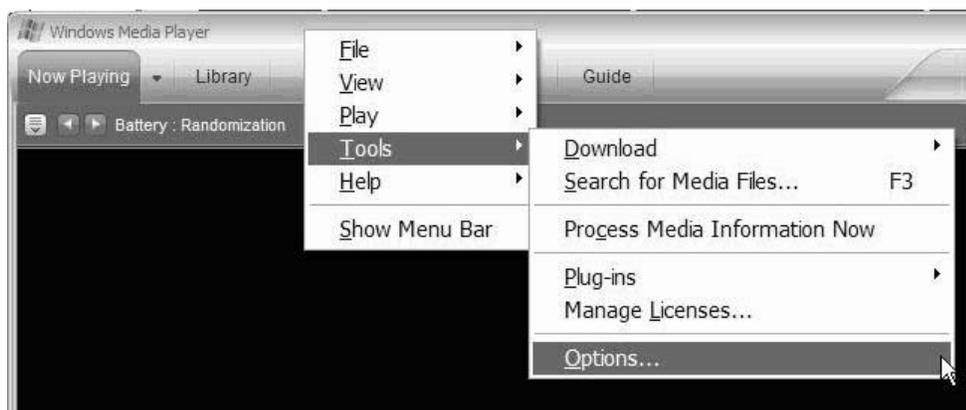 Windows Media Player
Now Playing Library Guide
Battery : Randomization
File
View
Play
Tools
Help
Show Menu Bar
Download
Search for Media Files... F3
Process Media Information Now
Plug-ins
Manage Licenses...
Options...